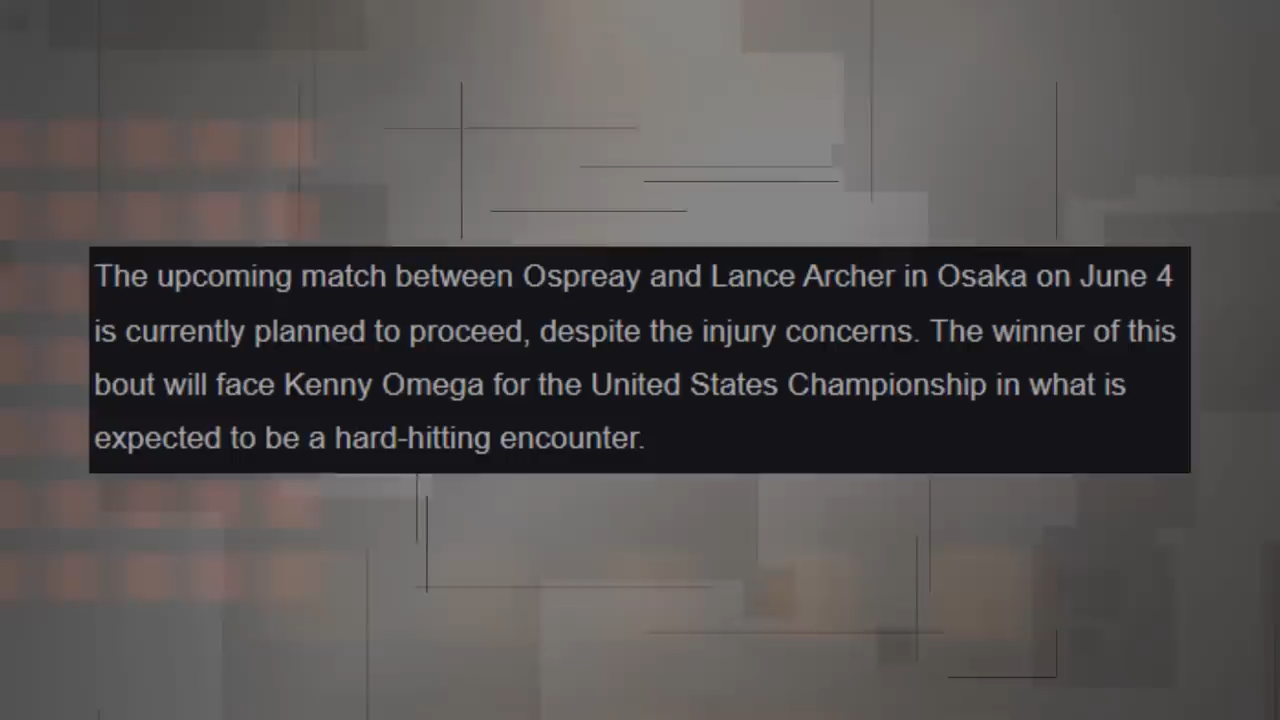 The upcoming match between Ospreay and Lance Archer in Osaka on June 4
is currently planned to proceed, despite the injury concerns. The winner of this
bout will face Kenny Omega for the United States Championship in what is
expected to be a hard-hitting encounter.